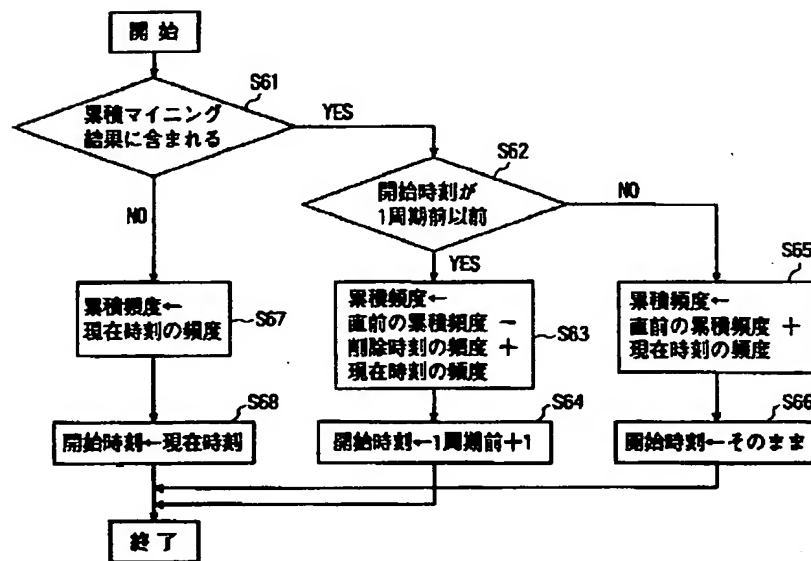 開始
S61
累積マイニング
結果に含まれる
YES
NO
S62
開始時刻が
1周期前以前
NO
YES
S67
累積頻度←
現在時刻の頻度
S63
累積頻度←
直前の累積頻度 −
削除時刻の頻度 +
現在時刻の頻度
S65
累積頻度←
直前の累積頻度 +
現在時刻の頻度
S68
開始時刻←現在時刻
S64
開始時刻←1周期前+1
S66
開始時刻←そのまま
終了